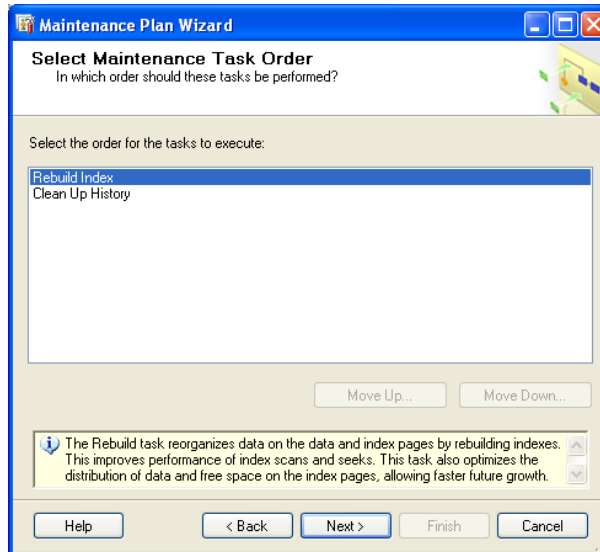 Maintenance Plan Wizard
Select Maintenance Task Order
In which order should these tasks be performed?
Select the order for the tasks to execute:
Rebuild Index
Clean Up History
Move Up...
Move Down...
The Rebuild task reorganizes data on the data and index pages by rebuilding indexes.
This improves performance of index scans and seeks. This task also optimizes the
distribution of data and free space on the index pages, allowing faster future growth.
Help
< Back
Next >
Finish
Cancel